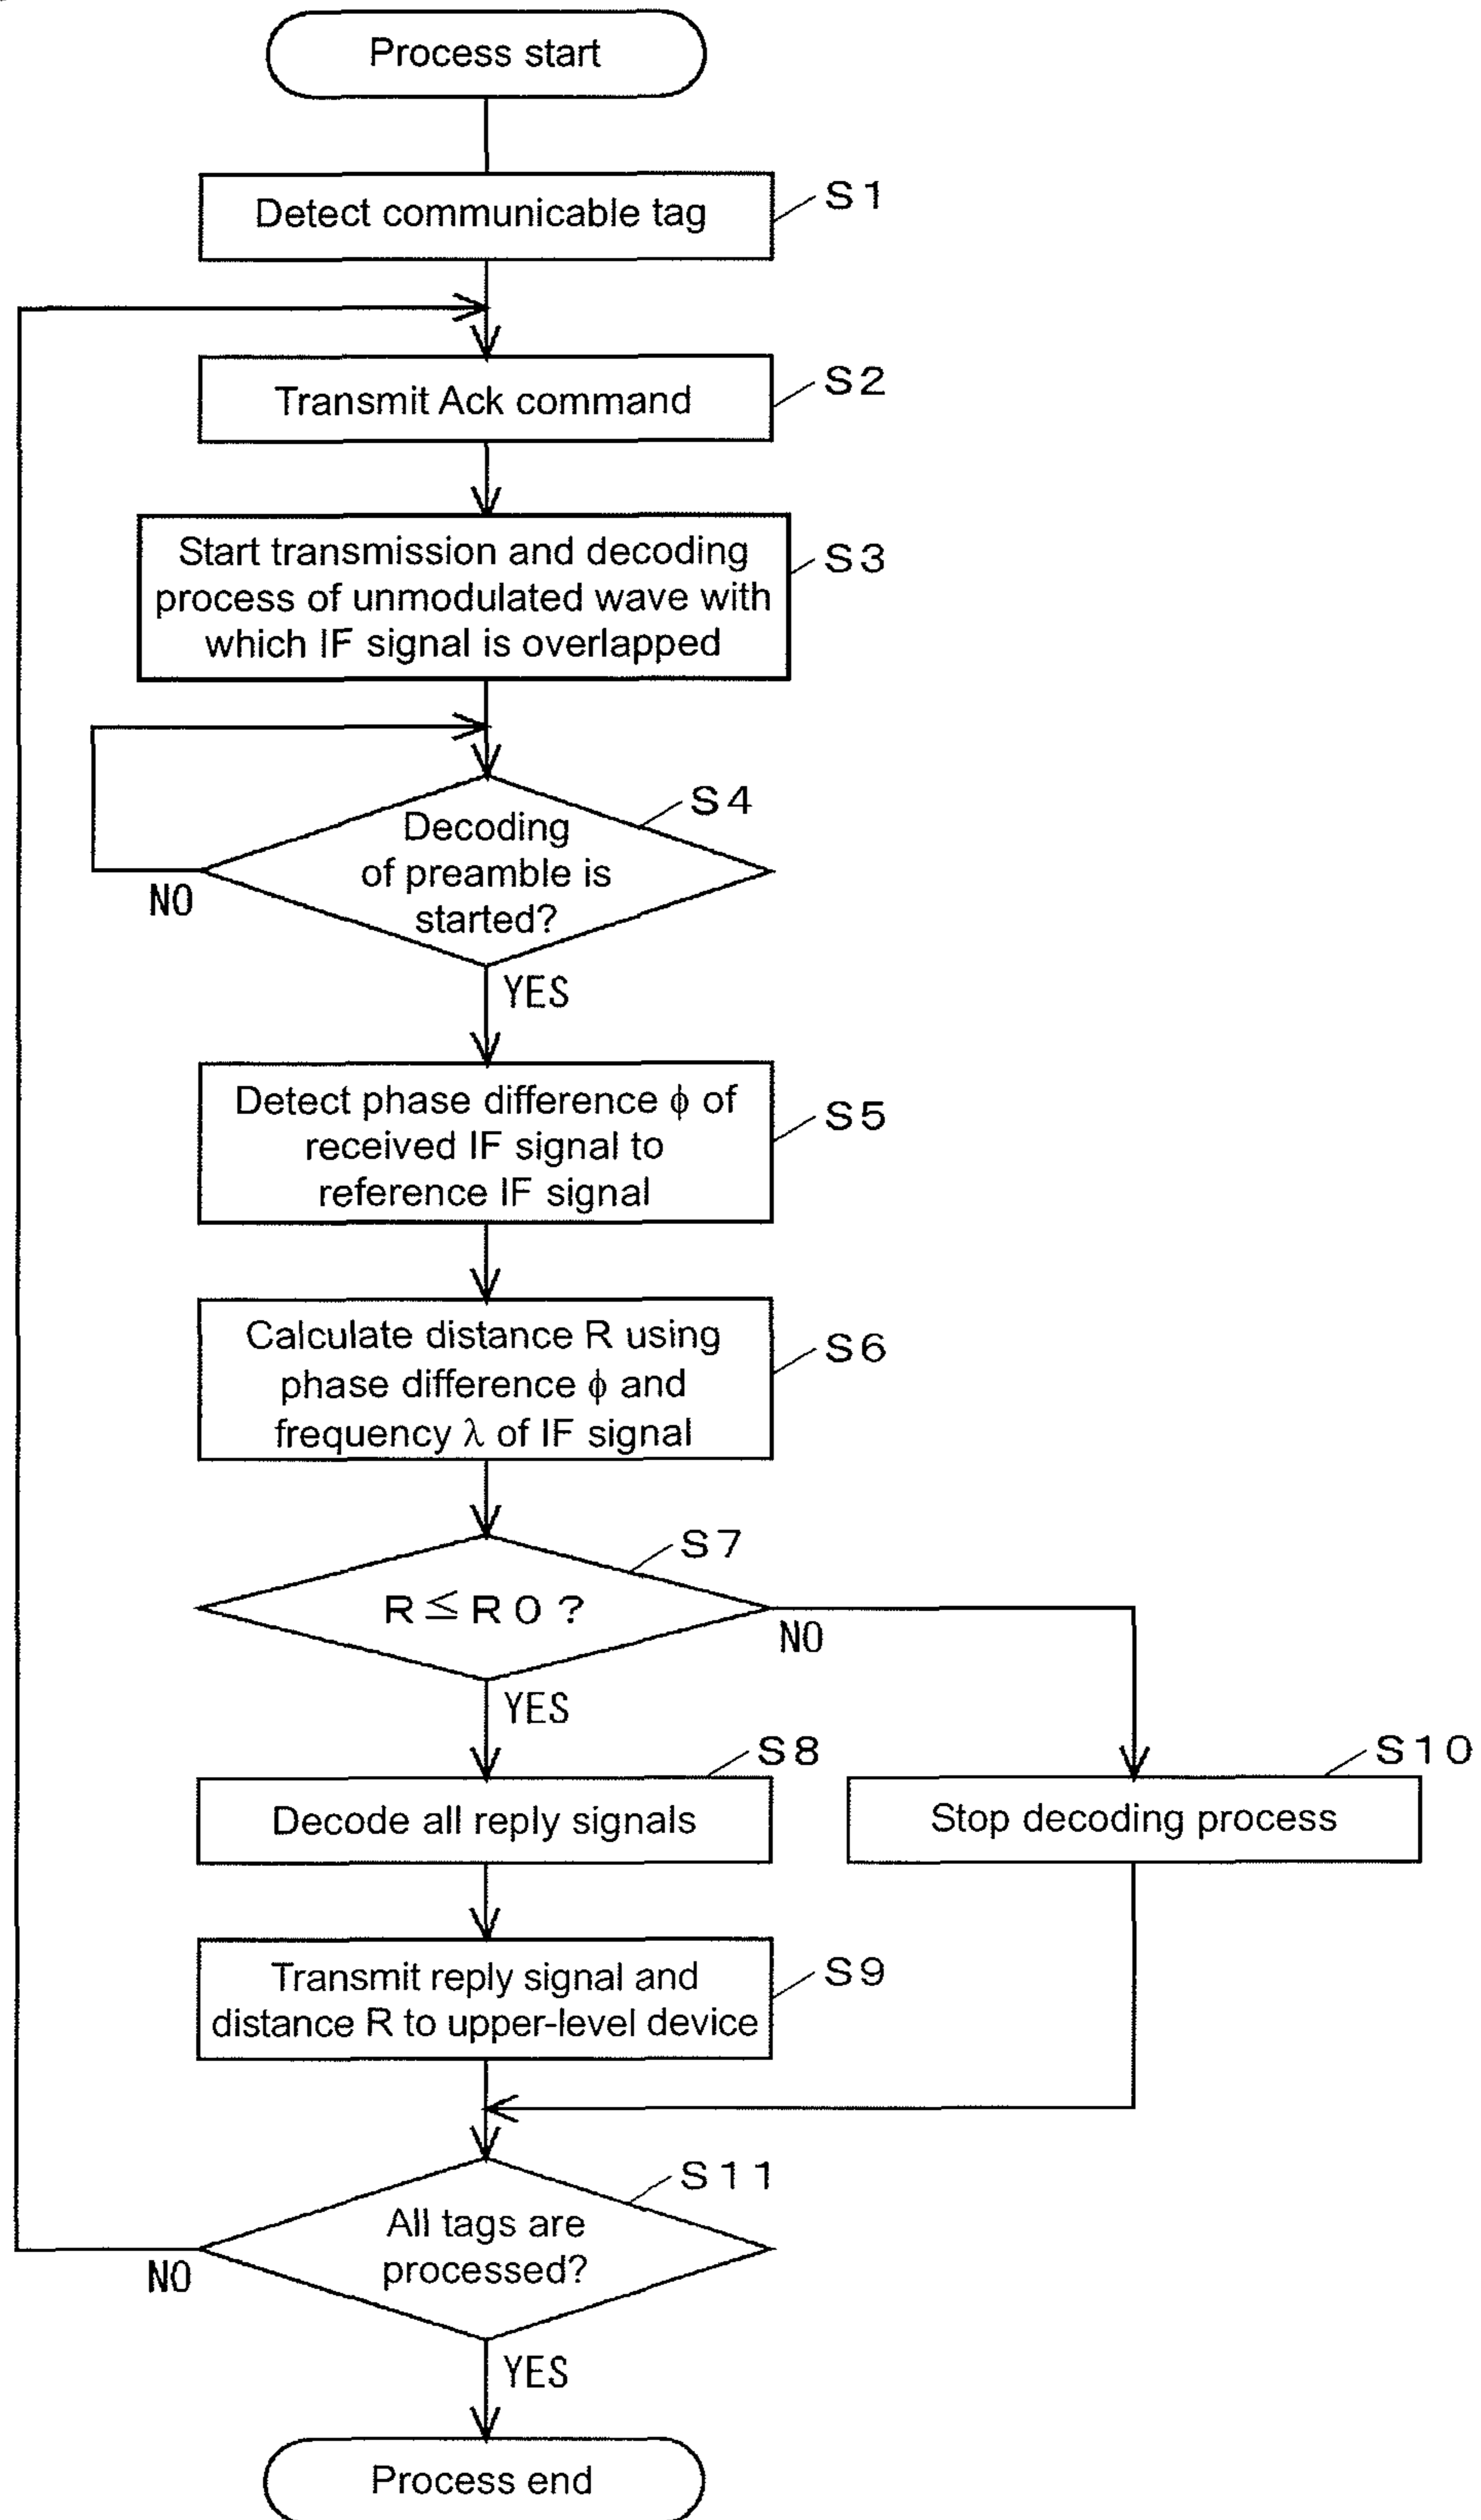 Process start
Detect communicable tag
S1
Transmit Ack command
S2
Start transmission and decoding
process of unmodulated wave with
which IF signal is overlapped
S3
S4
Decoding
of preamble is
started?
NO
YES
Detect phase difference ϕ of
received IF signal to
reference IF signal
S5
Calculate distance R using
phase difference ϕ and
frequency λ of IF signal
S6
S7
R≦R0?
NO
YES
S8
Decode all reply signals
S10
Stop decoding process
Transmit reply signal and
distance R to upper-level device
S9
S11
All tags are
processed?
NO
YES
Process end